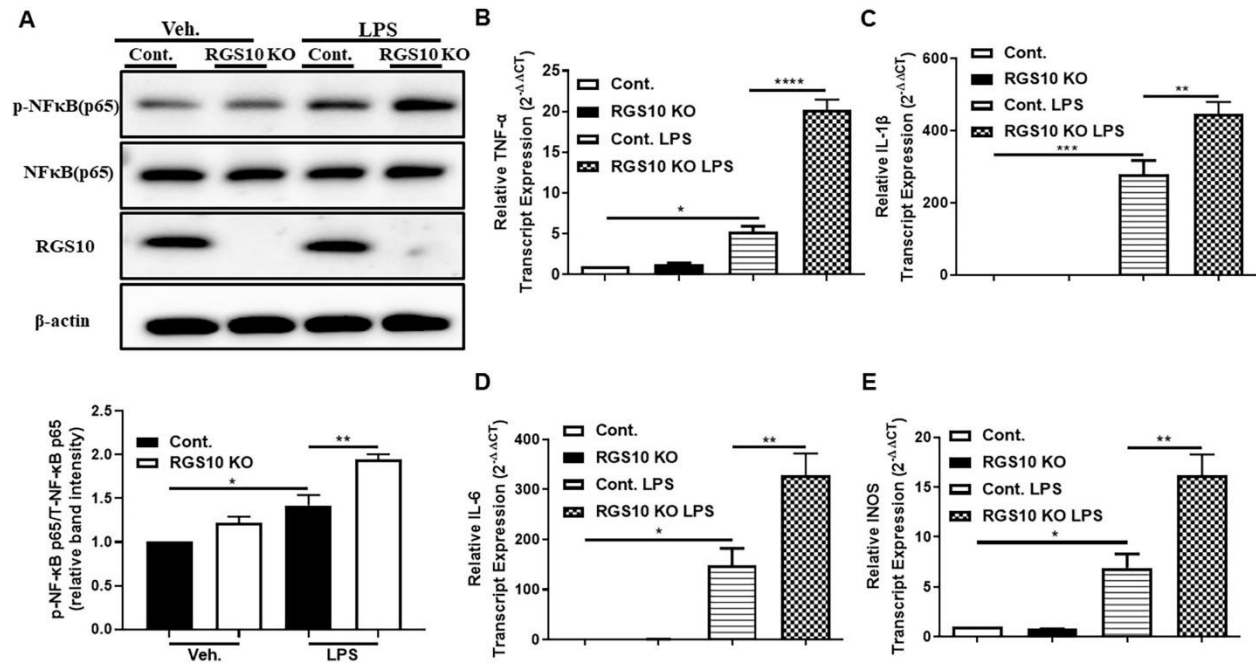 A
Veh. LPS
Cont. RGS10 KO Cont. RGS10 KO
p-NFκB(p65)
NFκB(p65)
RGS10
β-actin
p-NF-κB p65/T-NF-κB p65
(relative band intensity)
2.5
2.0
1.5
1.0
0.5
0.0
Cont.
RGS10 KO
*
**
Veh. LPS
B
Relative TNF-α
Transcript Expression (2-ΔΔCT)
25
20
15
10
5
0
Cont.
RGS10 KO
Cont. LPS
RGS10 KO LPS
*
****
C
Relative IL-1β
Transcript Expression (2-ΔΔCT)
600
400
200
0
Cont.
RGS10 KO
Cont. LPS
RGS10 KO LPS
***
**
D
Relative IL-6
Transcript Expression (2-ΔΔCT)
400
300
200
100
0
Cont.
RGS10 KO
Cont. LPS
RGS10 KO LPS
*
**
E
Relative INOS
Transcript Expression (2-ΔΔCT)
20
15
10
5
0
Cont.
RGS10 KO
Cont. LPS
RGS10 KO LPS
*
**